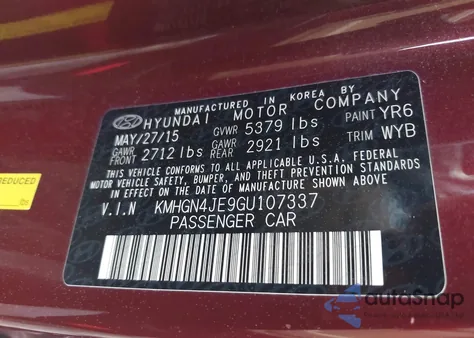 MANUFACTURED IN KOREA BY
HYUNDAI MOTOR COMPANY
MAY/27/15 GVWR 5379 lbs PAINT YR6
GAWR FRONT 2712 lbs GAWR REAR 2921 lbs TRIM WYB
THIS VEHICLE CONFORMS TO ALL APPLICABLE U.S.A. FEDERAL
MOTOR VEHICLE SAFETY, BUMPER, AND THEFT PREVENTION
STANDARDS IN EFFECT ON THE DATE OF MANUFACTURE SHOWN ABOVE.
V.I.N KMHGN4JE9GU107337
PASSENGER CAR
REDUCED
autoSnap